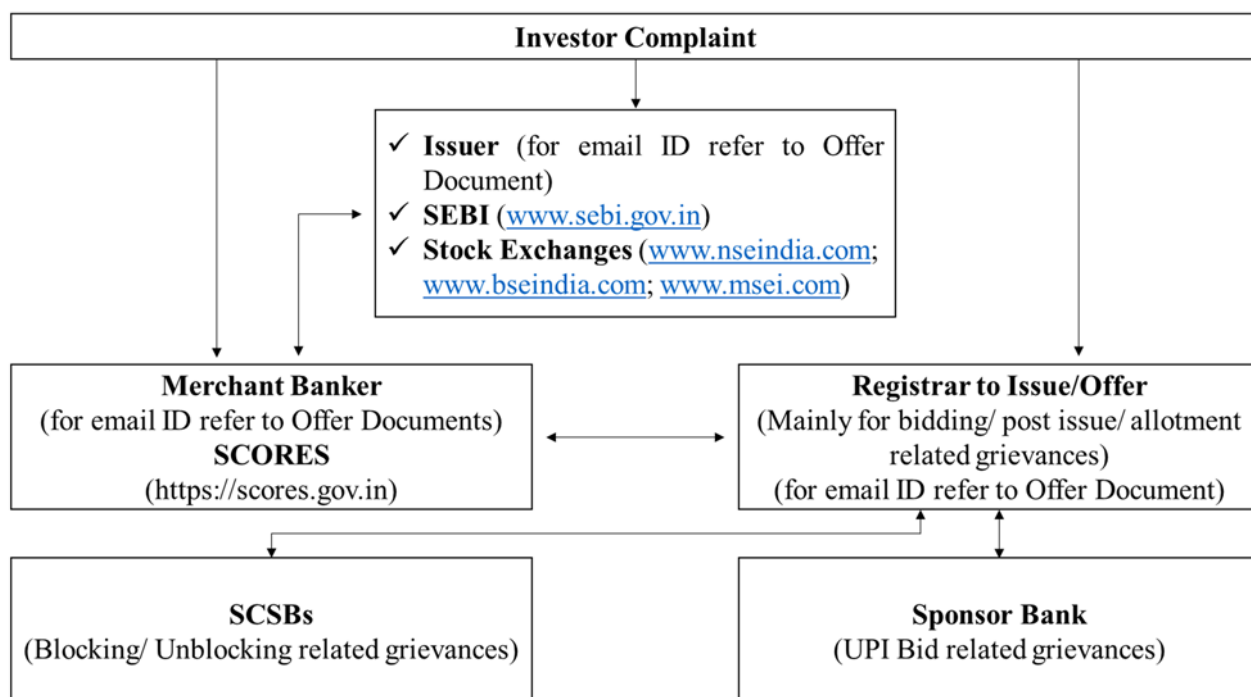 Investor Complaint
✓ Issuer (for email ID refer to Offer
Document)
✓ SEBI (www.sebi.gov.in)
✓ Stock Exchanges (www.nseindia.com;
www.bseindia.com; www.msei.com)
Merchant Banker
(for email ID refer to Offer Documents)
SCORES
(https://scores.gov.in)
Registrar to Issue/Offer
(Mainly for bidding/ post issue/ allotment
related grievances)
(for email ID refer to Offer Document)
SCSBs
(Blocking/ Unblocking related grievances)
Sponsor Bank
(UPI Bid related grievances)